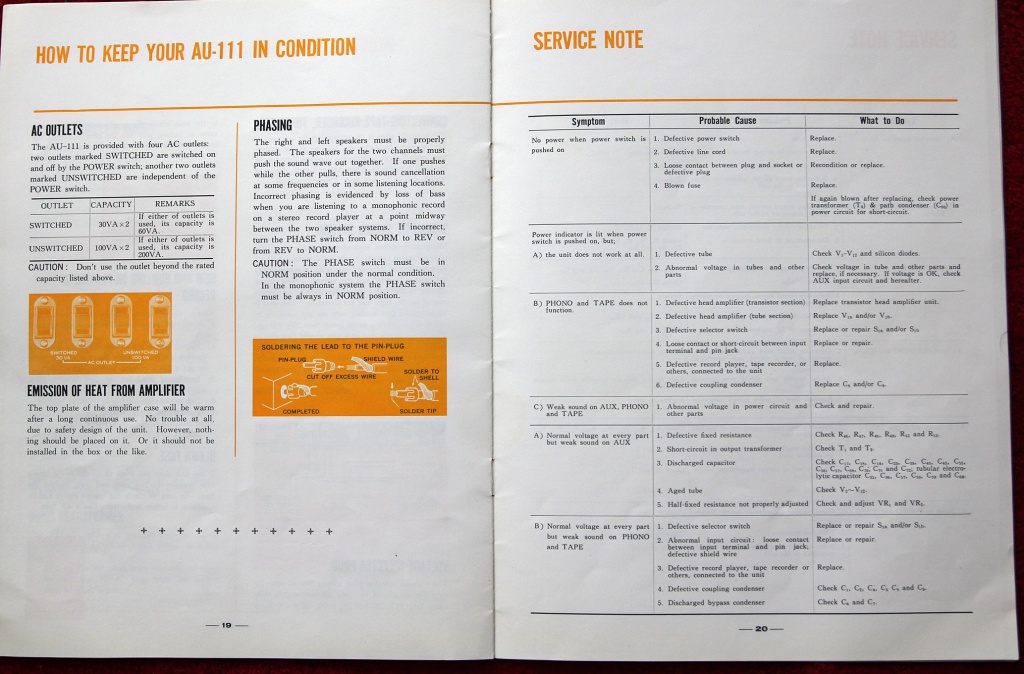 HOW TO KEEP YOUR AU-111 IN CONDITION
AC OUTLETS
The AU-111 is provided with four AC outlets:
two outlets marked SWITCHED are switched on
and off by the POWER switch; another two outlets
marked UNSWITCHED are independent of the
POWER switch.
OUTLET CAPACITY REMARKS
SWITCHED 30VA×2 If either of outlets is
used, its capacity is
60VA.
UNSWITCHED 100VA×2 If either of outlets is
used, its capacity is
200VA.
CAUTION: Don't use the outlet beyond the rated
capacity listed above.
SWITCHED
30 VA
UNSWITCHED
100 VA
AC OUTLET
EMISSION OF HEAT FROM AMPLIFIER
The top plate of the amplifier case will be warm
after a long continuous use. No trouble at all,
due to safety design of the unit. However, noth-
ing should be placed on it. Or it should not be
installed in the box or the like.
PHASING
The right and left speakers must be properly
phased. The speakers for the two channels must
push the sound wave out together. If one pushes
while the other pulls, there is sound cancellation
at some frequencies or in some listening locations.
Incorrect phasing is evidenced by loss of bass
when you are listening to a monophonic record
on a stereo record player at a point midway
between the two speaker systems. If incorrect,
turn the PHASE switch from NORM to REV or
from REV to NORM.
CAUTION: The PHASE switch must be in
NORM position under the normal condition.
In the monophonic system the PHASE switch
must be always in NORM position.
SOLDERING THE LEAD TO THE PIN-PLUG
PIN-PLUG
SHIELD WIRE
CUT OFF EXCESS WIRE
SOLDER TO
SHELL
COMPLETED
SOLDER TIP
+ + + + + + + + + + +
— 19 —
SERVICE NOTE
Symptom Probable Cause What to Do
No power when power switch is
pushed on
1. Defective power switch Replace.
2. Defective line cord Replace.
3. Loose contact between plug and socket or
defective plug
Recondition or replace.
4. Blown fuse Replace.
If again blown after replacing, check power
transformer & path condenser in
power circuit for short-circuit.
Power indicator is lit when power
switch is pushed on, but;
A) the unit does not work at all.
1. Defective tube Check and silicon diodes.
2. Abnormal voltage in tubes and other
parts
Check voltage in tube and other parts and
replace, if necessary. If voltage is OK, check
AUX input circuit and hereafter.
B) PHONO and TAPE does not
function.
1. Defective head amplifier (transistor section) Replace transistor head amplifier unit.
2. Defective head amplifier (tube section) Replace and/or
3. Defective selector switch Replace or repair and/or
4. Loose contact or short-circuit between input
terminal and pin jack
Replace or repair.
5. Defective record player, tape recorder, or
others, connected to the unit
Replace.
6. Defective coupling condenser Replace and/or
C) Weak sound on AUX, PHONO
and TAPE
1. Abnormal voltage in power circuit and
other parts
Check and repair.
A) Normal voltage at every part
but weak sound on AUX
1. Defective fixed resistance Check and
2. Short-circuit in output transformer Check and
3. Discharged capacitor Check
and tubular electro-
lytic capacitor and
4. Aged tube Check
5. Half-fixed resistance not properly adjusted Check and adjust VR₁ and VR₂.
B) Normal voltage at every part
but weak sound on PHONO
and TAPE
1. Defective selector switch Replace or repair and/or
2. Abnormal input circuit: loose contact
between input terminal and pin jack;
defective shield wire
Replace or repair.
3. Defective record player, tape recorder or
others, connected to the unit
Replace.
4. Defective coupling condenser Check and
5. Discharged bypass condenser Check and
— 20 —